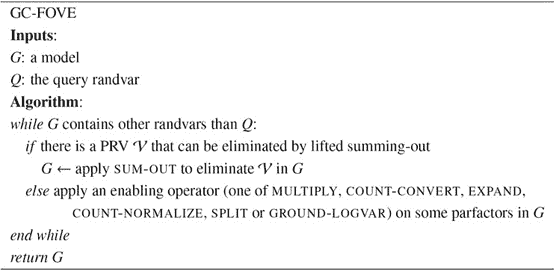 GC-FOVE
Inputs:
G: a model
Q: the query randvar
Algorithm:
while G contains other randvars than Q:
if there is a PRV 𝒱 that can be eliminated by lifted summing-out
G ← apply SUM-OUT to eliminate 𝒱 in G
else apply an enabling operator (one of MULTIPLY, COUNT-CONVERT, EXPAND,
COUNT-NORMALIZE, SPLIT or GROUND-LOGVAR) on some parfactors in G
end while
return G